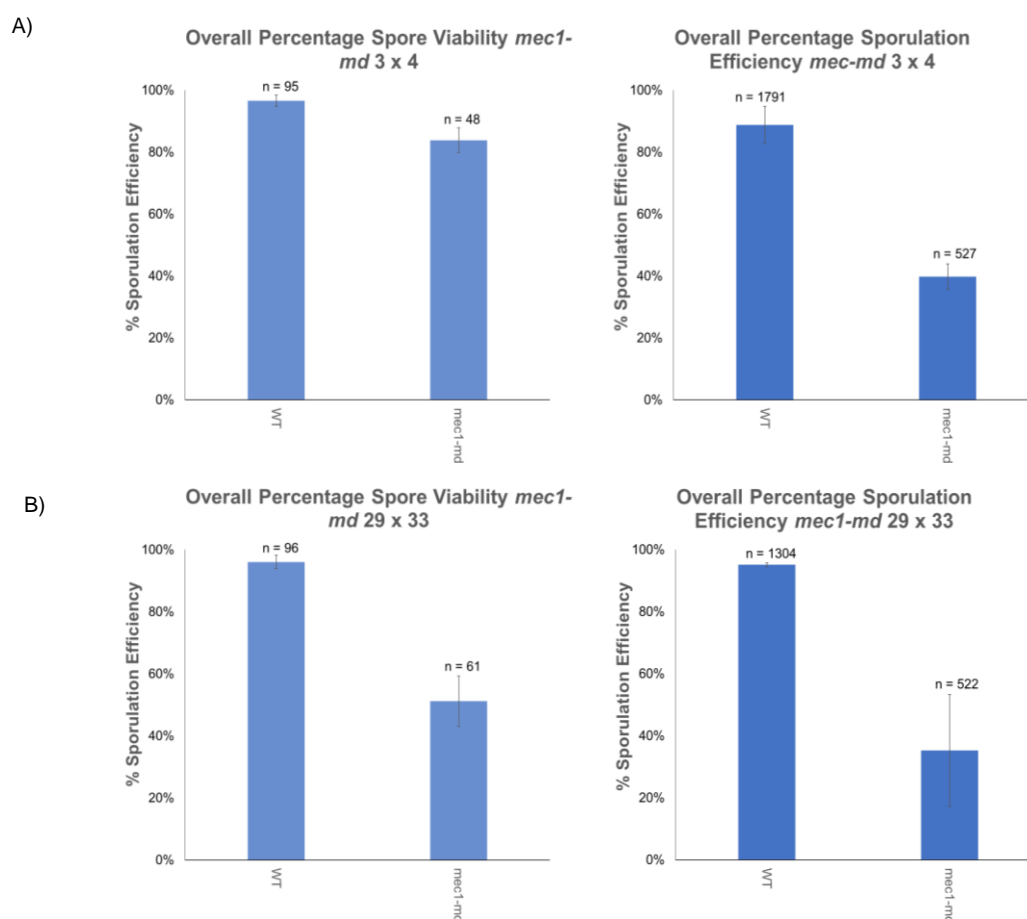 A)
Overall Percentage Spore Viability mec1-
md 3 x 4
% Sporulation Efficiency
100%
80%
60%
40%
20%
0%
n = 95
n = 48
WT
mec1-md
Overall Percentage Sporulation
Efficiency mec-md 3 x 4
% Sporulation Efficiency
100%
80%
60%
40%
20%
0%
n = 1791
n = 527
WT
mec1-md
B)
Overall Percentage Spore Viability mec1-
md 29 x 33
% Sporulation Efficiency
100%
80%
60%
40%
20%
0%
n = 96
n = 61
WT
mec1-md
Overall Percentage Sporulation
Efficiency mec1-md 29 x 33
% Sporulation Efficiency
100%
80%
60%
40%
20%
0%
n = 1304
n = 522
WT
mec1-md